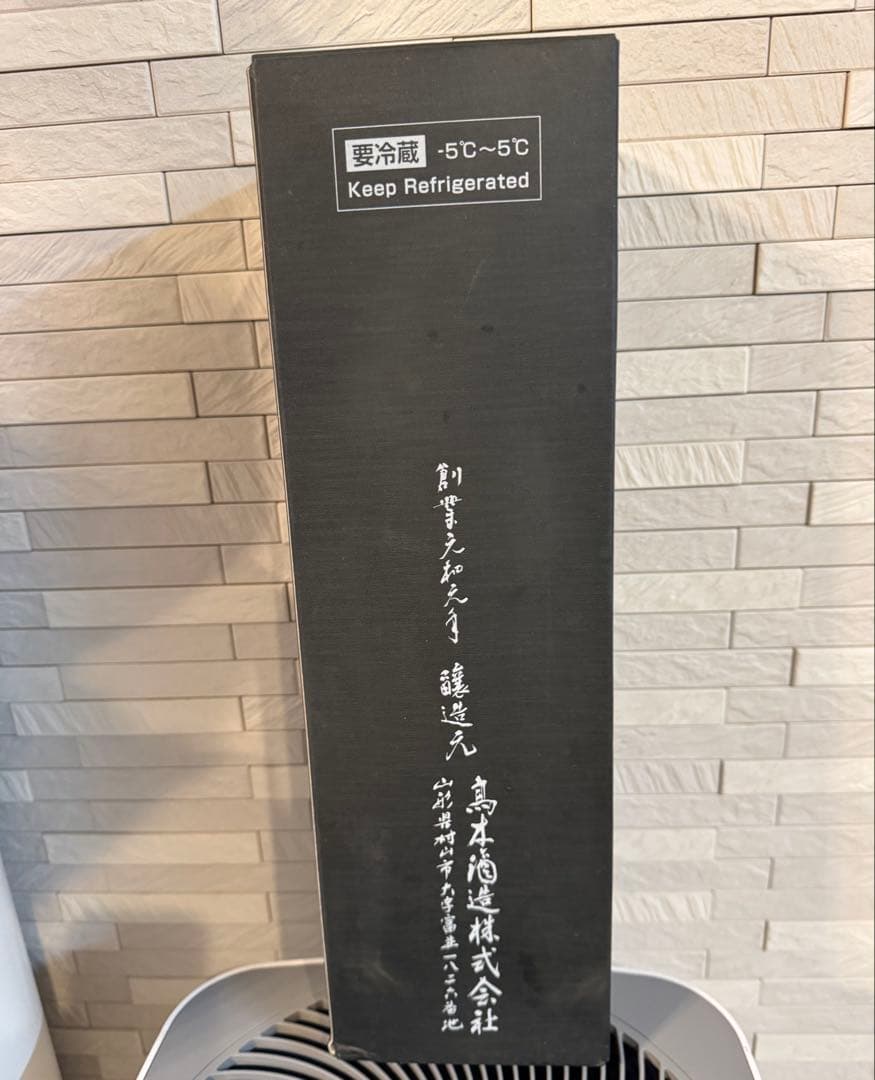 要冷蔵 -5℃～5℃
Keep Refrigerated
創業元和元年 醸造元
高木酒造株式会社
山形県村山市大字富並一八二六番地